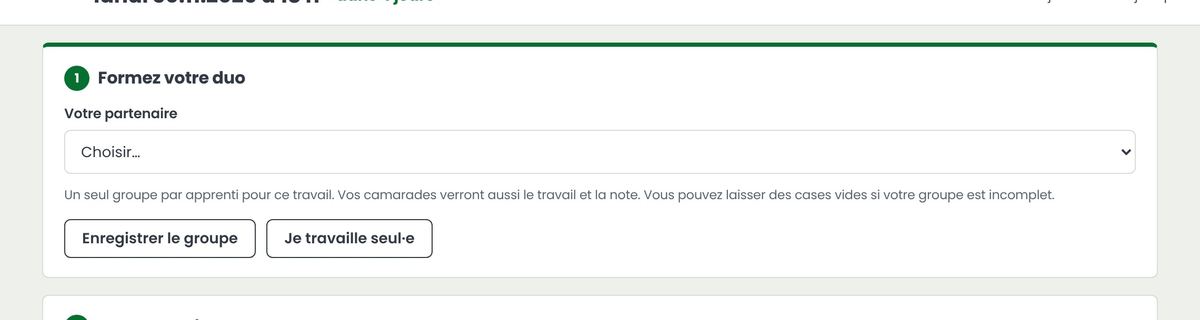 1 Formez votre duo
Votre partenaire
Choisir...
Un seul groupe par apprenti pour ce travail. Vos camarades verront aussi le travail et la note. Vous pouvez laisser des cases vides si votre groupe est incomplet.
Enregistrer le groupe
Je travaille seul·e